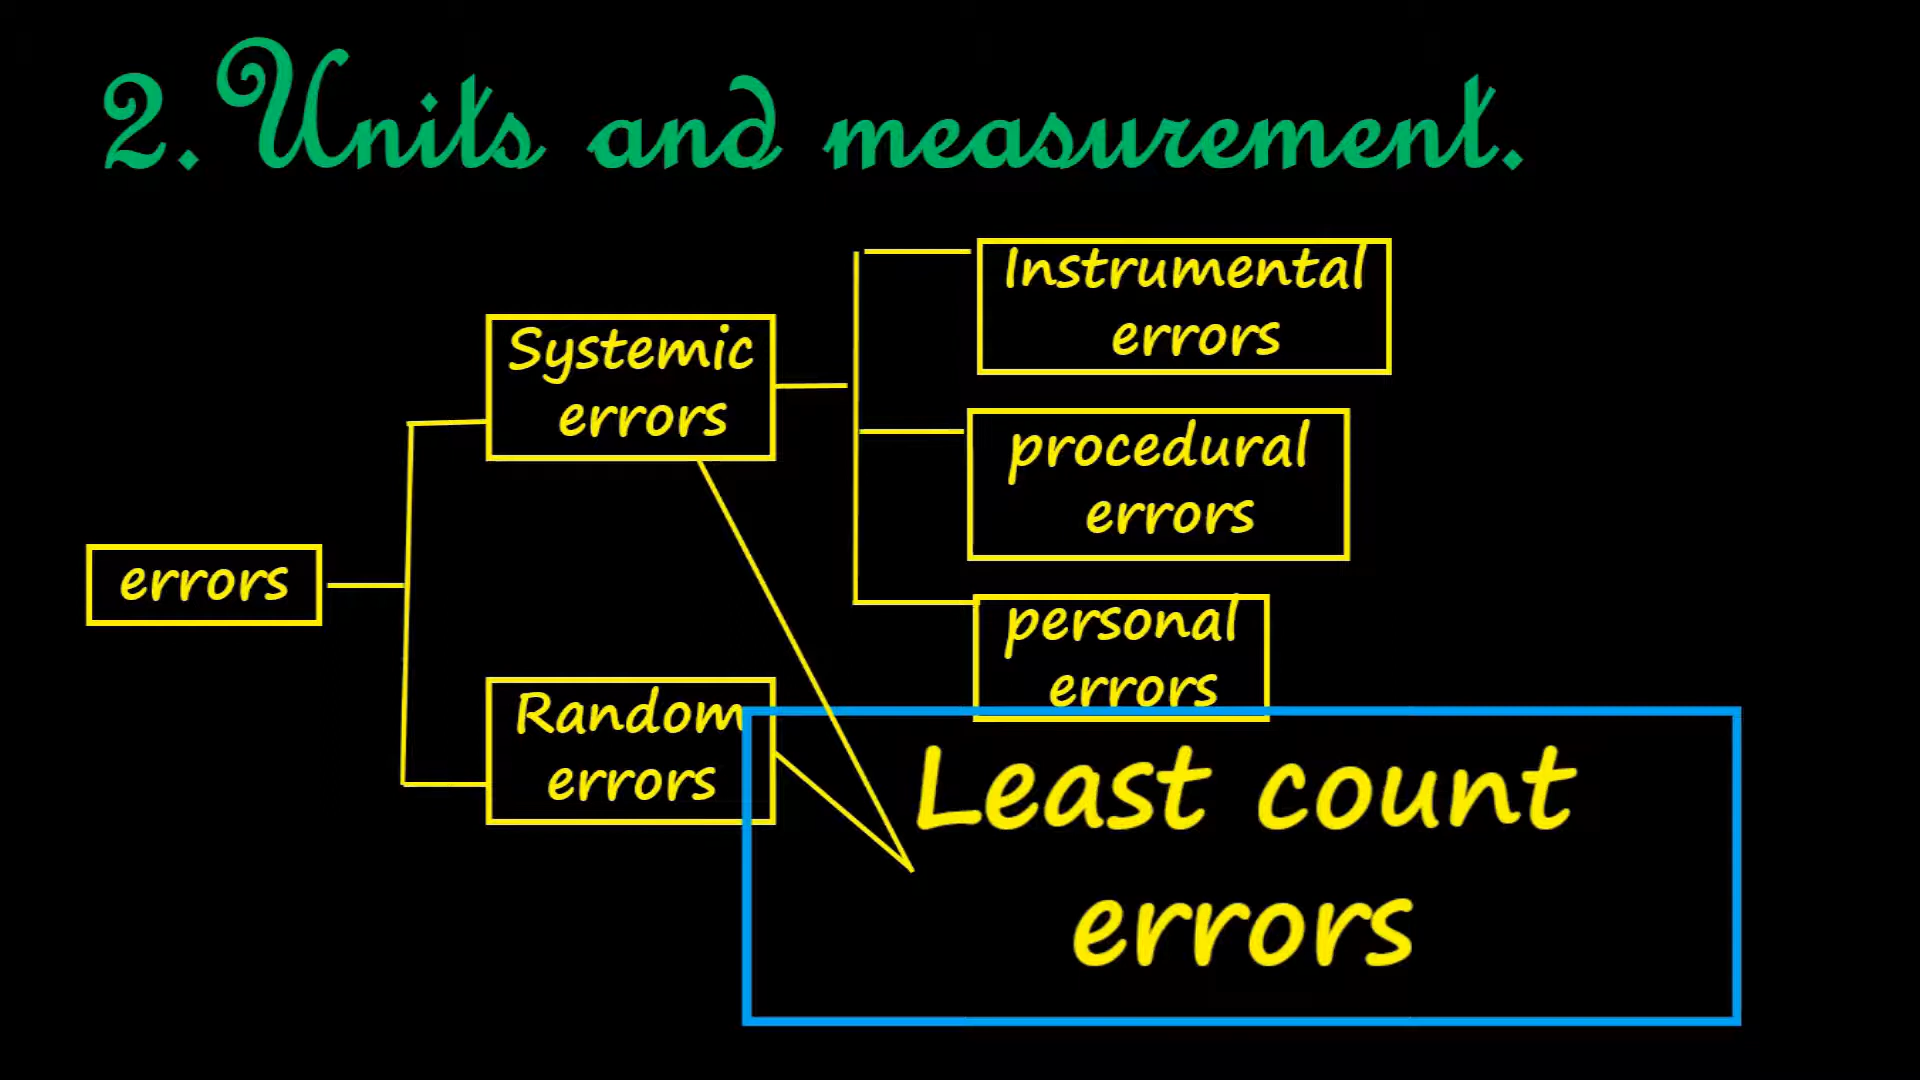 2. Units and measurement.
Instrumental
errors
Systemic
errors
procedural
errors
errors
personal
errors
Random
errors
Least count
errors